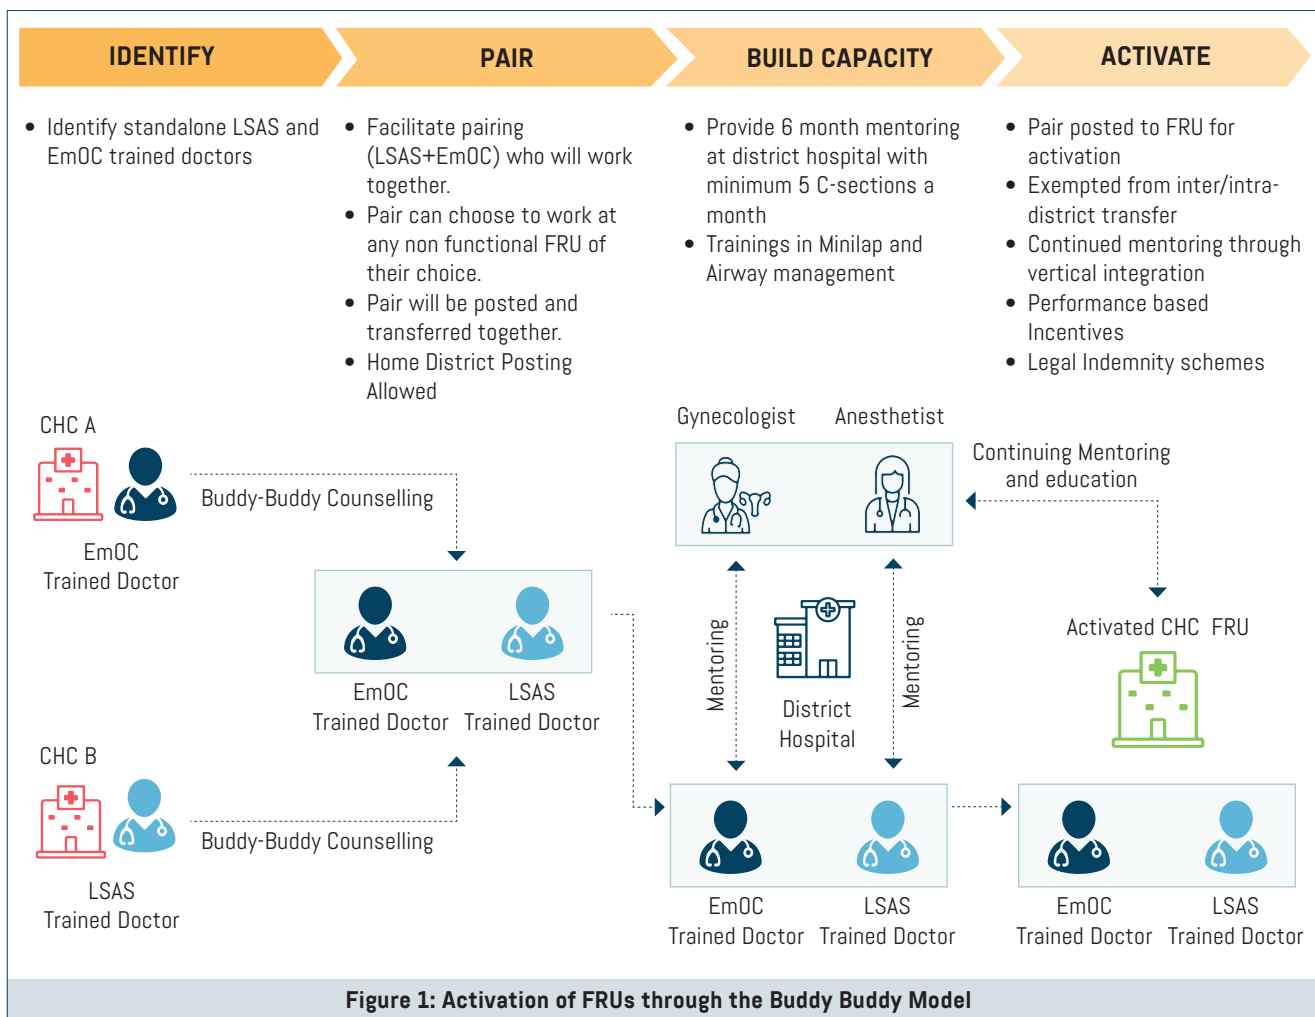 IDENTIFY
PAIR
BUILD CAPACITY
ACTIVATE
• Identify standalone LSAS and
EmOC trained doctors
• Facilitate pairing
(LSAS+EmOC) who will work
together.
• Pair can choose to work at
any non functional FRU of
their choice.
• Pair will be posted and
transferred together.
• Home District Posting
Allowed
• Provide 6 month mentoring
at district hospital with
minimum 5 C-sections a
month
• Trainings in Minilap and
Airway management
• Pair posted to FRU for
activation
• Exempted from inter/intra-
district transfer
• Continued mentoring through
vertical integration
• Performance based
Incentives
• Legal Indemnity schemes
CHC A
EmOC
Trained Doctor
Buddy-Buddy Counselling
EmOC
Trained Doctor
LSAS
Trained Doctor
CHC B
LSAS
Trained Doctor
Buddy-Buddy Counselling
Gynecologist
Anesthetist
Mentoring
District
Hospital
Mentoring
EmOC
Trained Doctor
LSAS
Trained Doctor
Continuing Mentoring
and education
Activated CHC FRU
EmOC
Trained Doctor
LSAS
Trained Doctor
Figure 1: Activation of FRUs through the Buddy Buddy Model